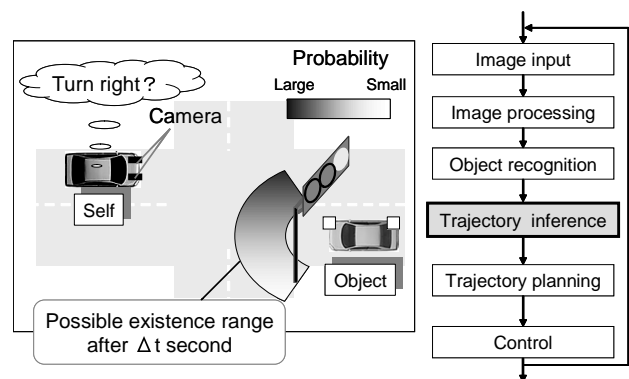 Probability
Large Small
Turn right?
Camera
Self
Object
Possible existence range
after Δt second
Image input
Image processing
Object recognition
Trajectory inference
Trajectory planning
Control